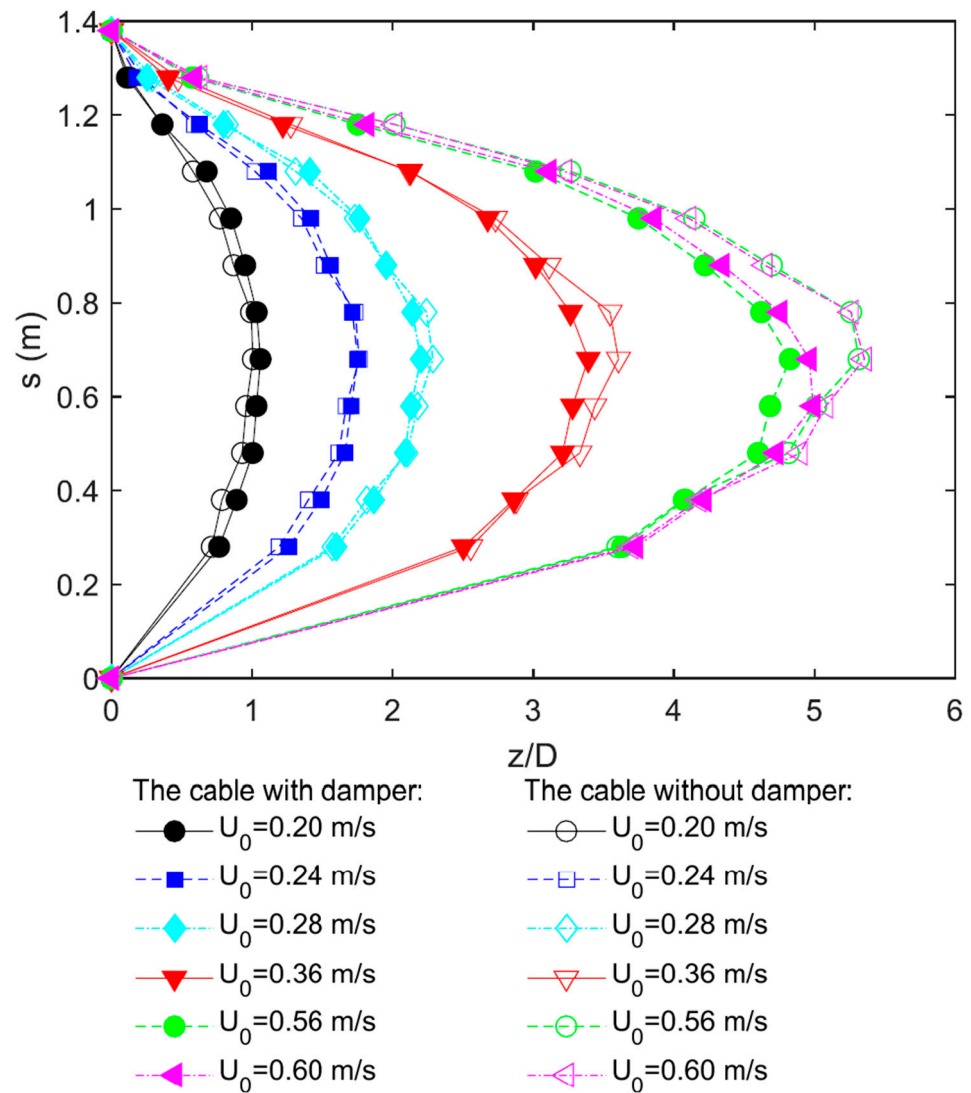 1.4
1.2
1
0.8
0.6
0.4
0.2
0
s (m)
0 1 2 3 4 5 6
z/D
The cable with damper: The cable without damper:
U0=0.20 m/s U0=0.20 m/s
U0=0.24 m/s U0=0.24 m/s
U0=0.28 m/s U0=0.28 m/s
U0=0.36 m/s U0=0.36 m/s
U0=0.56 m/s U0=0.56 m/s
U0=0.60 m/s U0=0.60 m/s